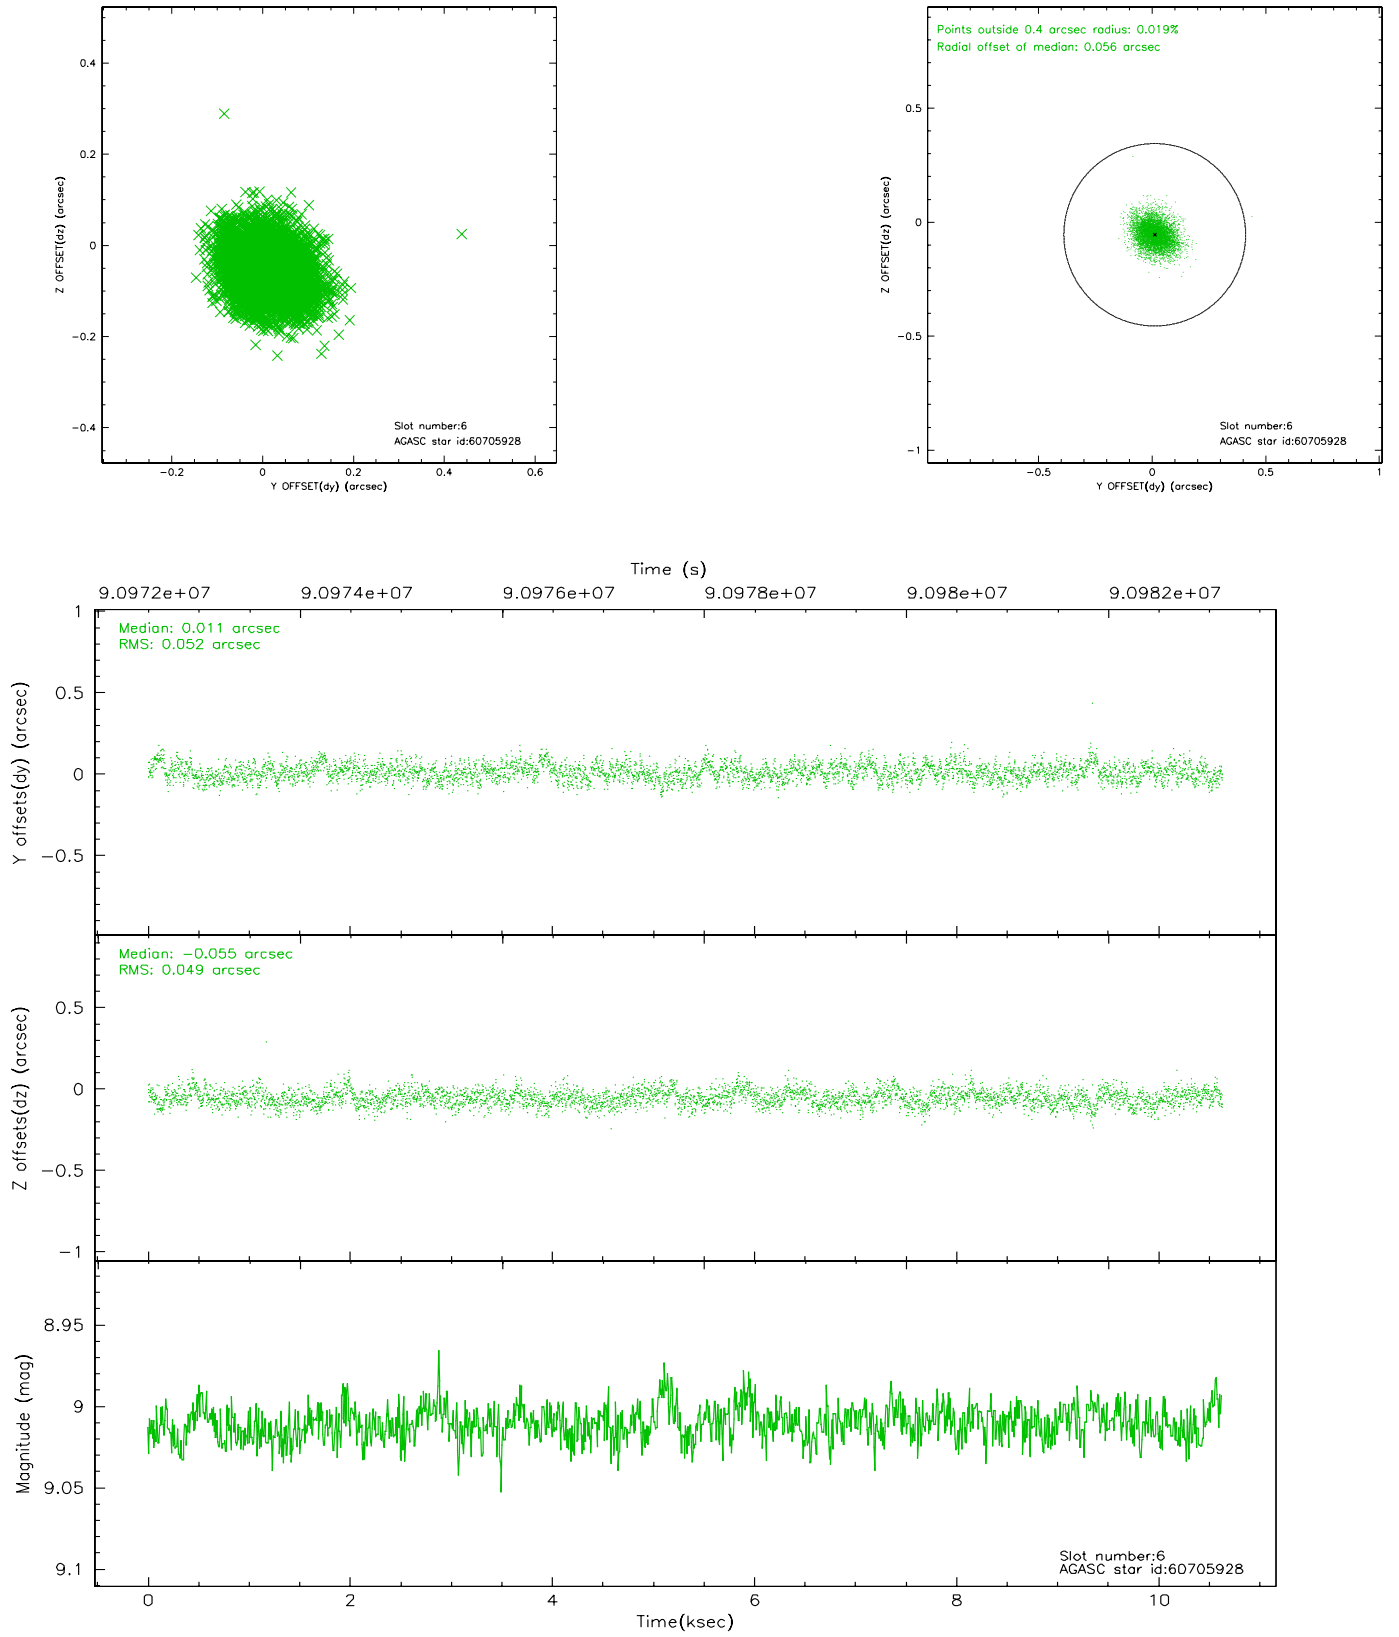 0.4
0.2
0
−0.2
−0.4
Z OFFSET(dz) (arcsec)
−0.2
0
0.2
0.4
0.6
Y OFFSET(dy) (arcsec)
Slot number:6
AGASC star id:60705928
Points outside 0.4 arcsec radius: 0.019%
Radial offset of median: 0.056 arcsec
0.5
0
−0.5
−1
Z OFFSET(dz) (arcsec)
−0.5
0
0.5
1
Y OFFSET(dy) (arcsec)
Slot number:6
AGASC star id:60705928
Time (s)
9.0972e+07
9.0974e+07
9.0976e+07
9.0978e+07
9.098e+07
9.0982e+07
Median: 0.011 arcsec
RMS: 0.052 arcsec
1
0.5
0
−0.5
Y offsets(dy) (arcsec)
Median: −0.055 arcsec
RMS: 0.049 arcsec
0.5
0
−0.5
−1
Z offsets(dz) (arcsec)
8.95
9
9.05
9.1
Magnitude (mag)
Slot number:6
AGASC star id:60705928
0
2
4
6
8
10
Time(ksec)